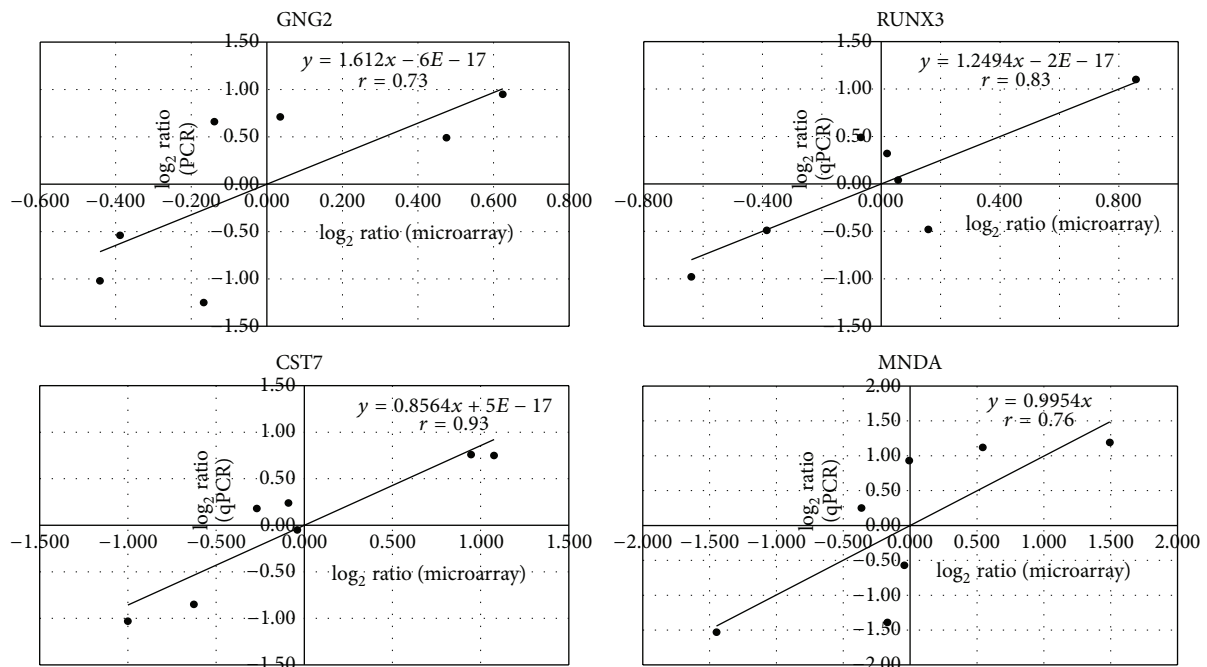 GNG2
1.50
y = 1.612x − 6E − 17
r = 0.73
1.00
0.50
log₂ ratio
(PCR)
0.00
−0.600 −0.400 −0.200 0.000 0.200 0.400 0.600 0.800
log₂ ratio (microarray)
−0.50
−1.00
−1.50
RUNX3
1.50
y = 1.2494x − 2E − 17
r = 0.83
1.00
0.50
log₂ ratio
(qPCR)
0.00
−0.800 −0.400 0.000 0.400 0.800
log₂ ratio (microarray)
−0.50
−1.00
−1.50
CST7
1.50
y = 0.8564x + 5E − 17
r = 0.93
1.00
0.50
log₂ ratio
(qPCR)
0.00
−1.500 −1.000 −0.500 0.000 0.500 1.000 1.500
log₂ ratio (microarray)
−0.50
−1.00
−1.50
MNDA
2.00
y = 0.9954x
r = 0.76
1.50
1.00
0.50
log₂ ratio
(qPCR)
0.00
−2.000 −1.500 −1.000 −0.500 0.000 0.500 1.000 1.500 2.000
log₂ ratio (microarray)
−0.50
−1.00
−1.50
−2.00